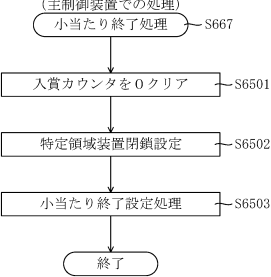 (主制御装置での処理)
小当たり終了処理 S667
入賞カウンタを0クリア S6501
特定領域装置閉鎖設定 S6502
小当たり終了設定処理 S6503
終了